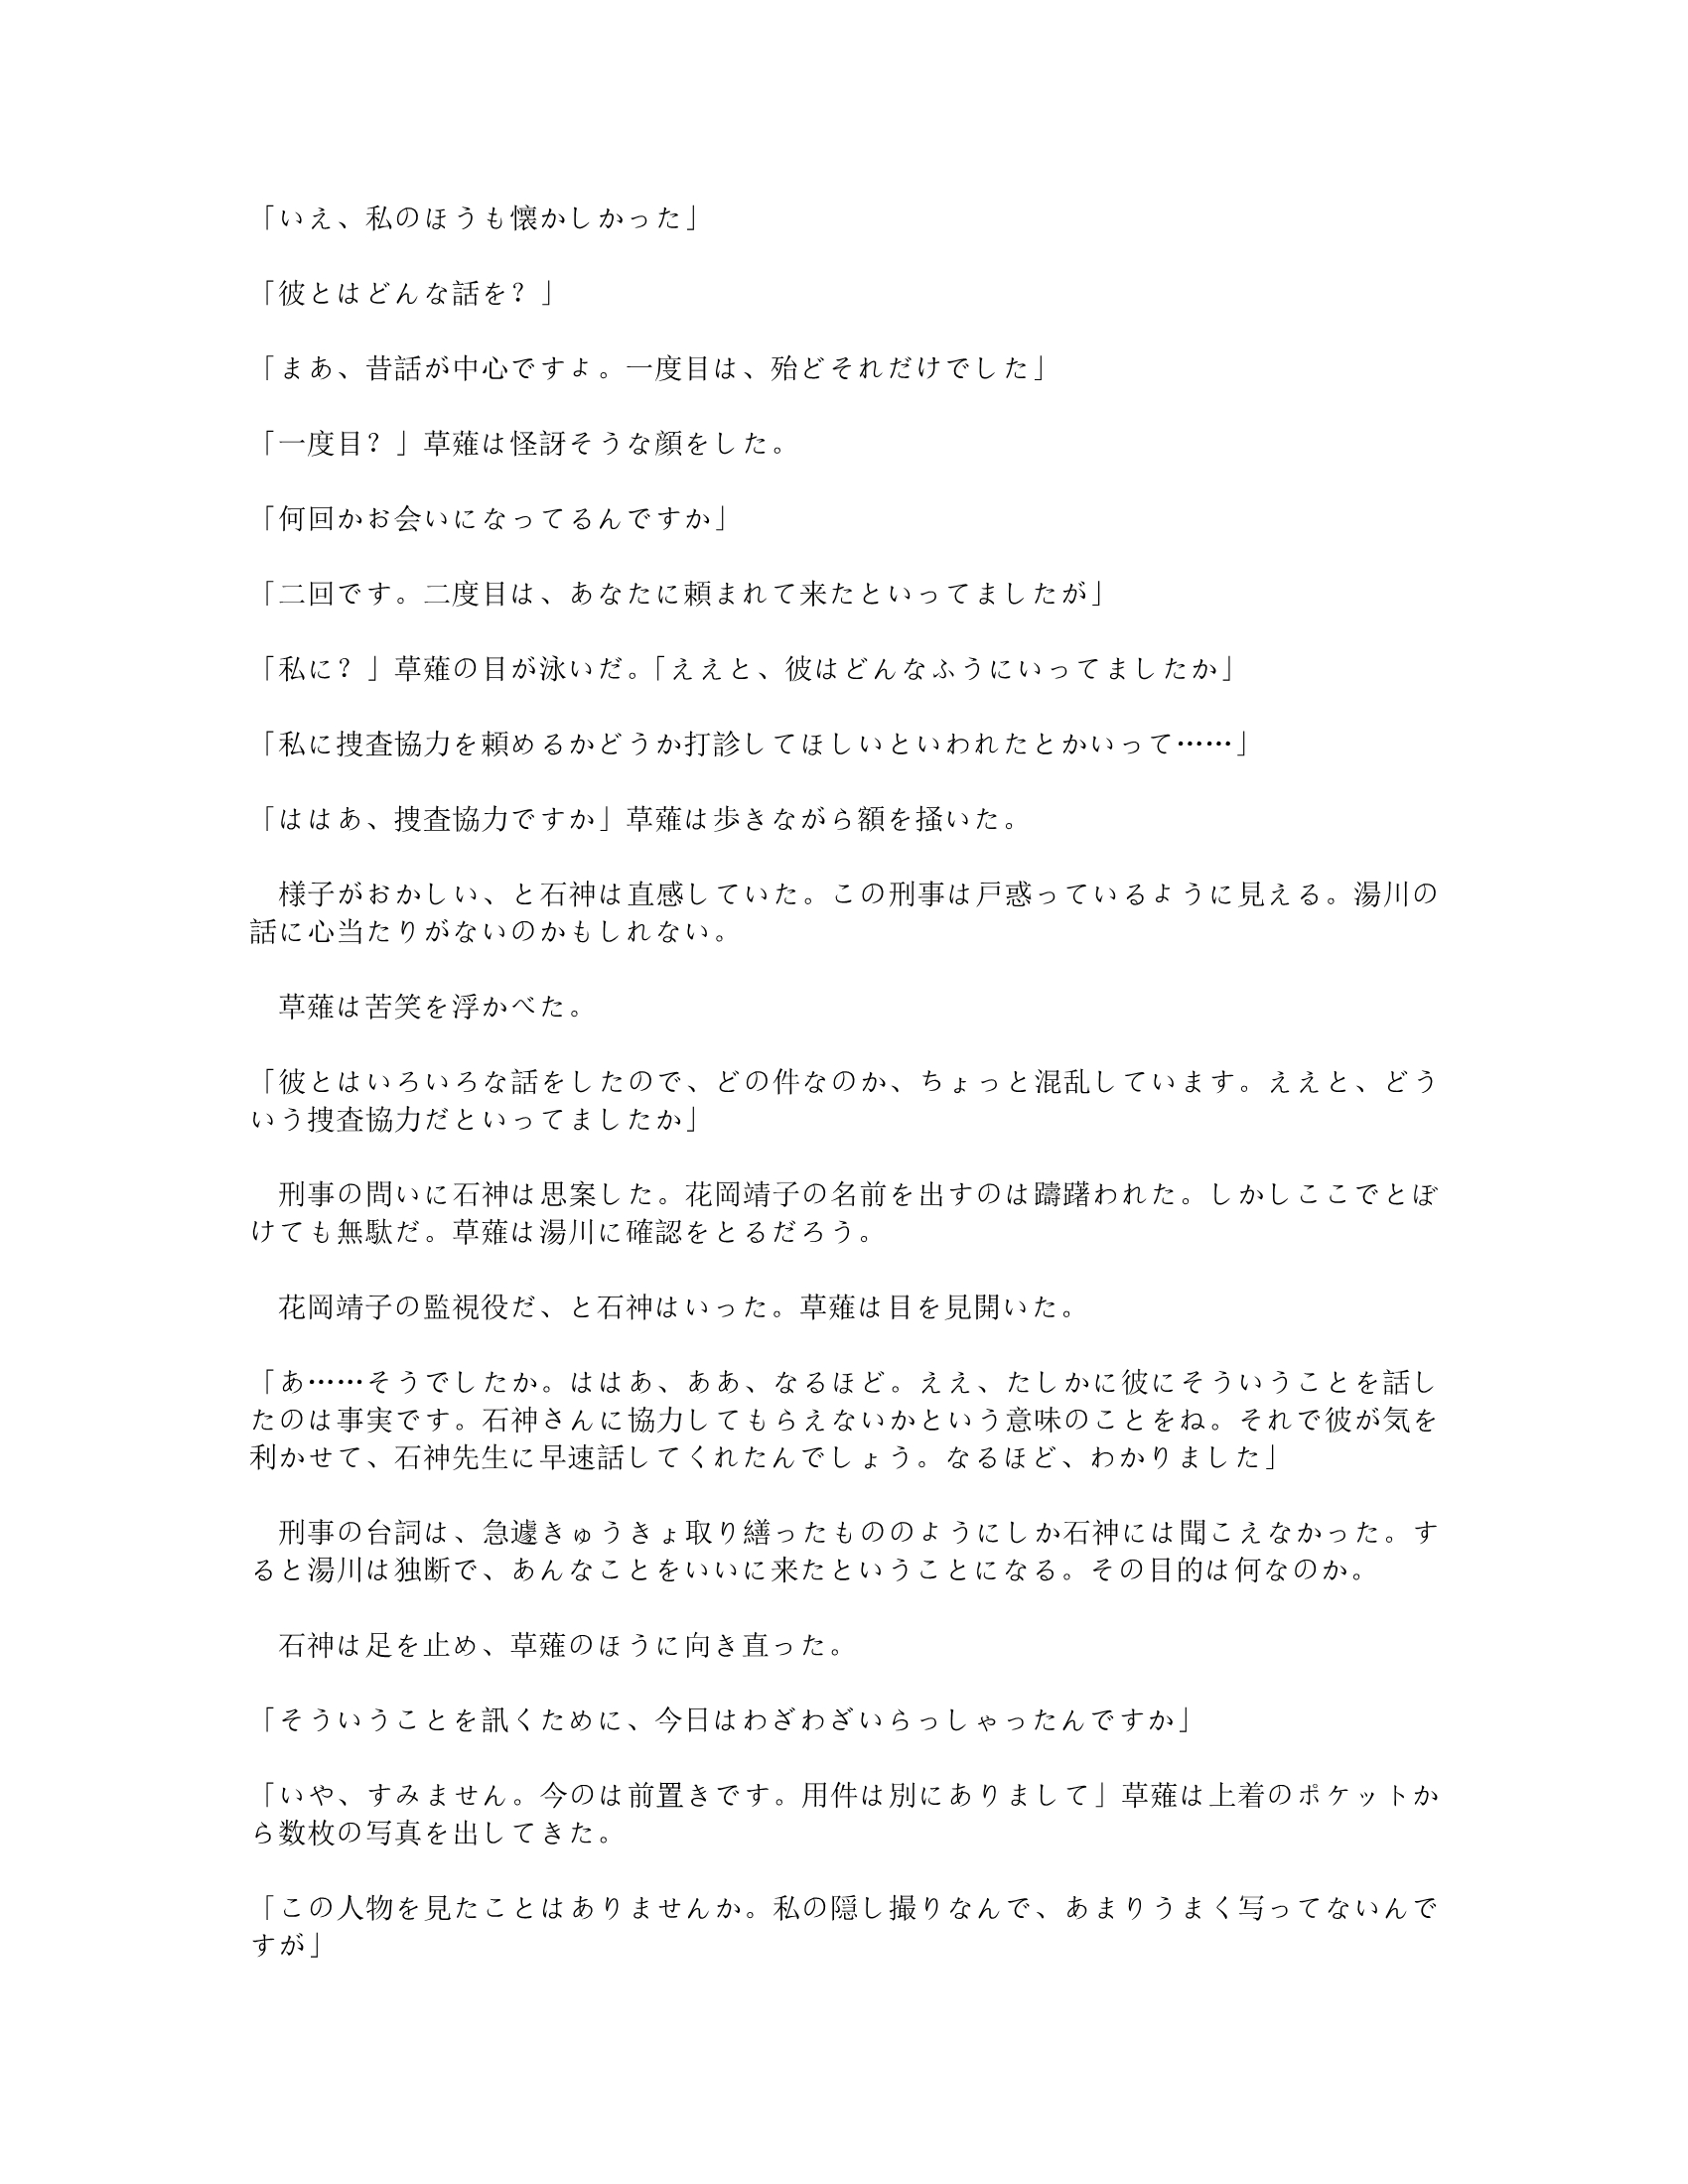 「いえ、私のほうも懐かしかった」
「彼とはどんな話を？」
「まあ、昔話が中心ですよ。一度目は、殆どそれだけでした」
「一度目？」草薙は怪訝そうな顔をした。
「何回かお会いになってるんですか」
「二回です。二度目は、あなたに頼まれて来たといってましたが」
「私に？」草薙の目が泳いだ。「ええと、彼はどんなふうにいってましたか」
「私に捜査協力を頼めるかどうか打診してほしいといわれたとかいって……」
「ははあ、捜査協力ですか」草薙は歩きながら額を掻いた。
　様子がおかしい、と石神は直感していた。この刑事は戸惑っているように見える。湯川の
話に心当たりがないのかもしれない。
　草薙は苦笑を浮かべた。
「彼とはいろいろな話をしたので、どの件なのか、ちょっと混乱しています。ええと、どう
いう捜査協力だといってましたか」
　刑事の問いに石神は思案した。花岡靖子の名前を出すのは躊躇われた。しかしここでとぼ
けても無駄だ。草薙は湯川に確認をとるだろう。
　花岡靖子の監視役だ、と石神はいった。草薙は目を見開いた。
「あ……そうでしたか。ははあ、ああ、なるほど。ええ、たしかに彼にそういうことを話し
たのは事実です。石神さんに協力してもらえないかという意味のことをね。それで彼が気を
利かせて、石神先生に早速話してくれたんでしょう。なるほど、わかりました」
　刑事の台詞は、急遽きゅうきょ取り繕ったもののようにしか石神には聞こえなかった。す
ると湯川は独断で、あんなことをいいに来たということになる。その目的は何なのか。
　石神は足を止め、草薙のほうに向き直った。
「そういうことを訊くために、今日はわざわざいらっしゃったんですか」
「いや、すみません。今のは前置きです。用件は別にありまして」草薙は上着のポケットか
ら数枚の写真を出してきた。
「この人物を見たことはありませんか。私の隠し撮りなんで、あまりうまく写ってないんで
すが」